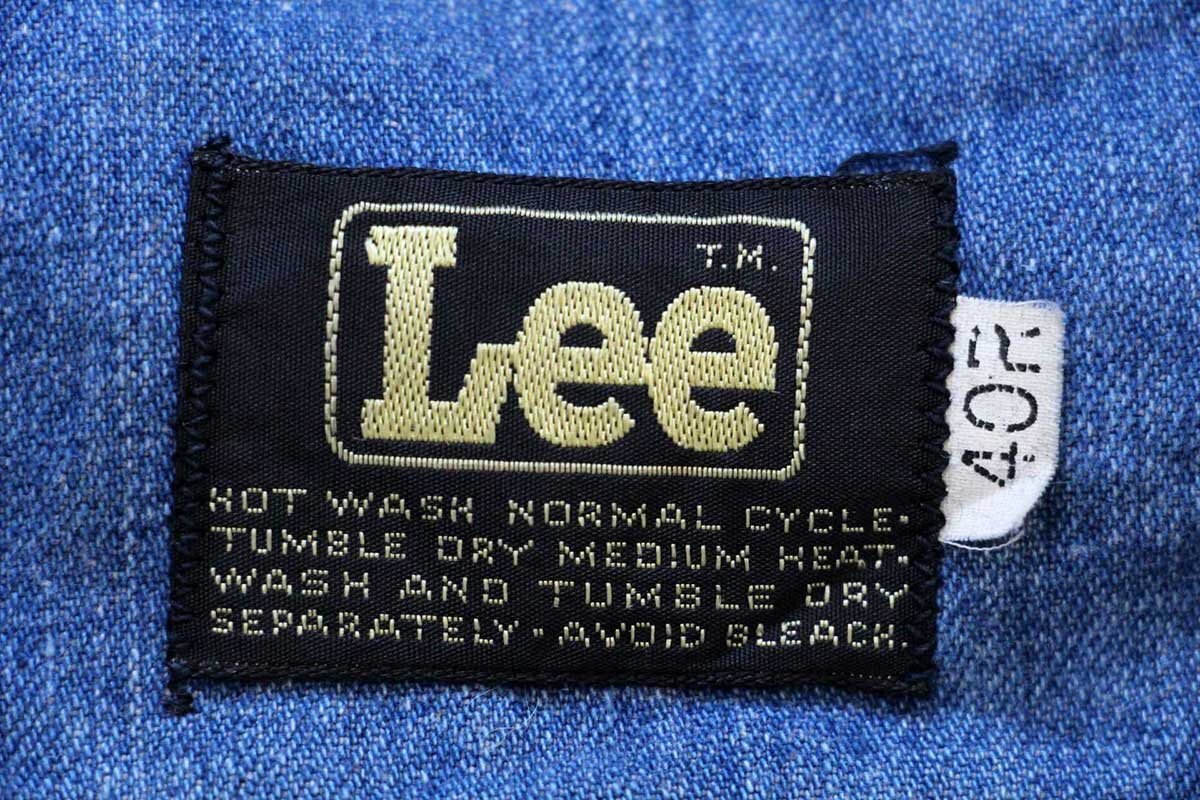 Lee
T.M.
HOT WASH NORMAL CYCLE·
TUMBLE DRY MEDIUM HEAT·
WASH AND TUMBLE DRY
SEPARATELY·AVOID BLEACH.
40R